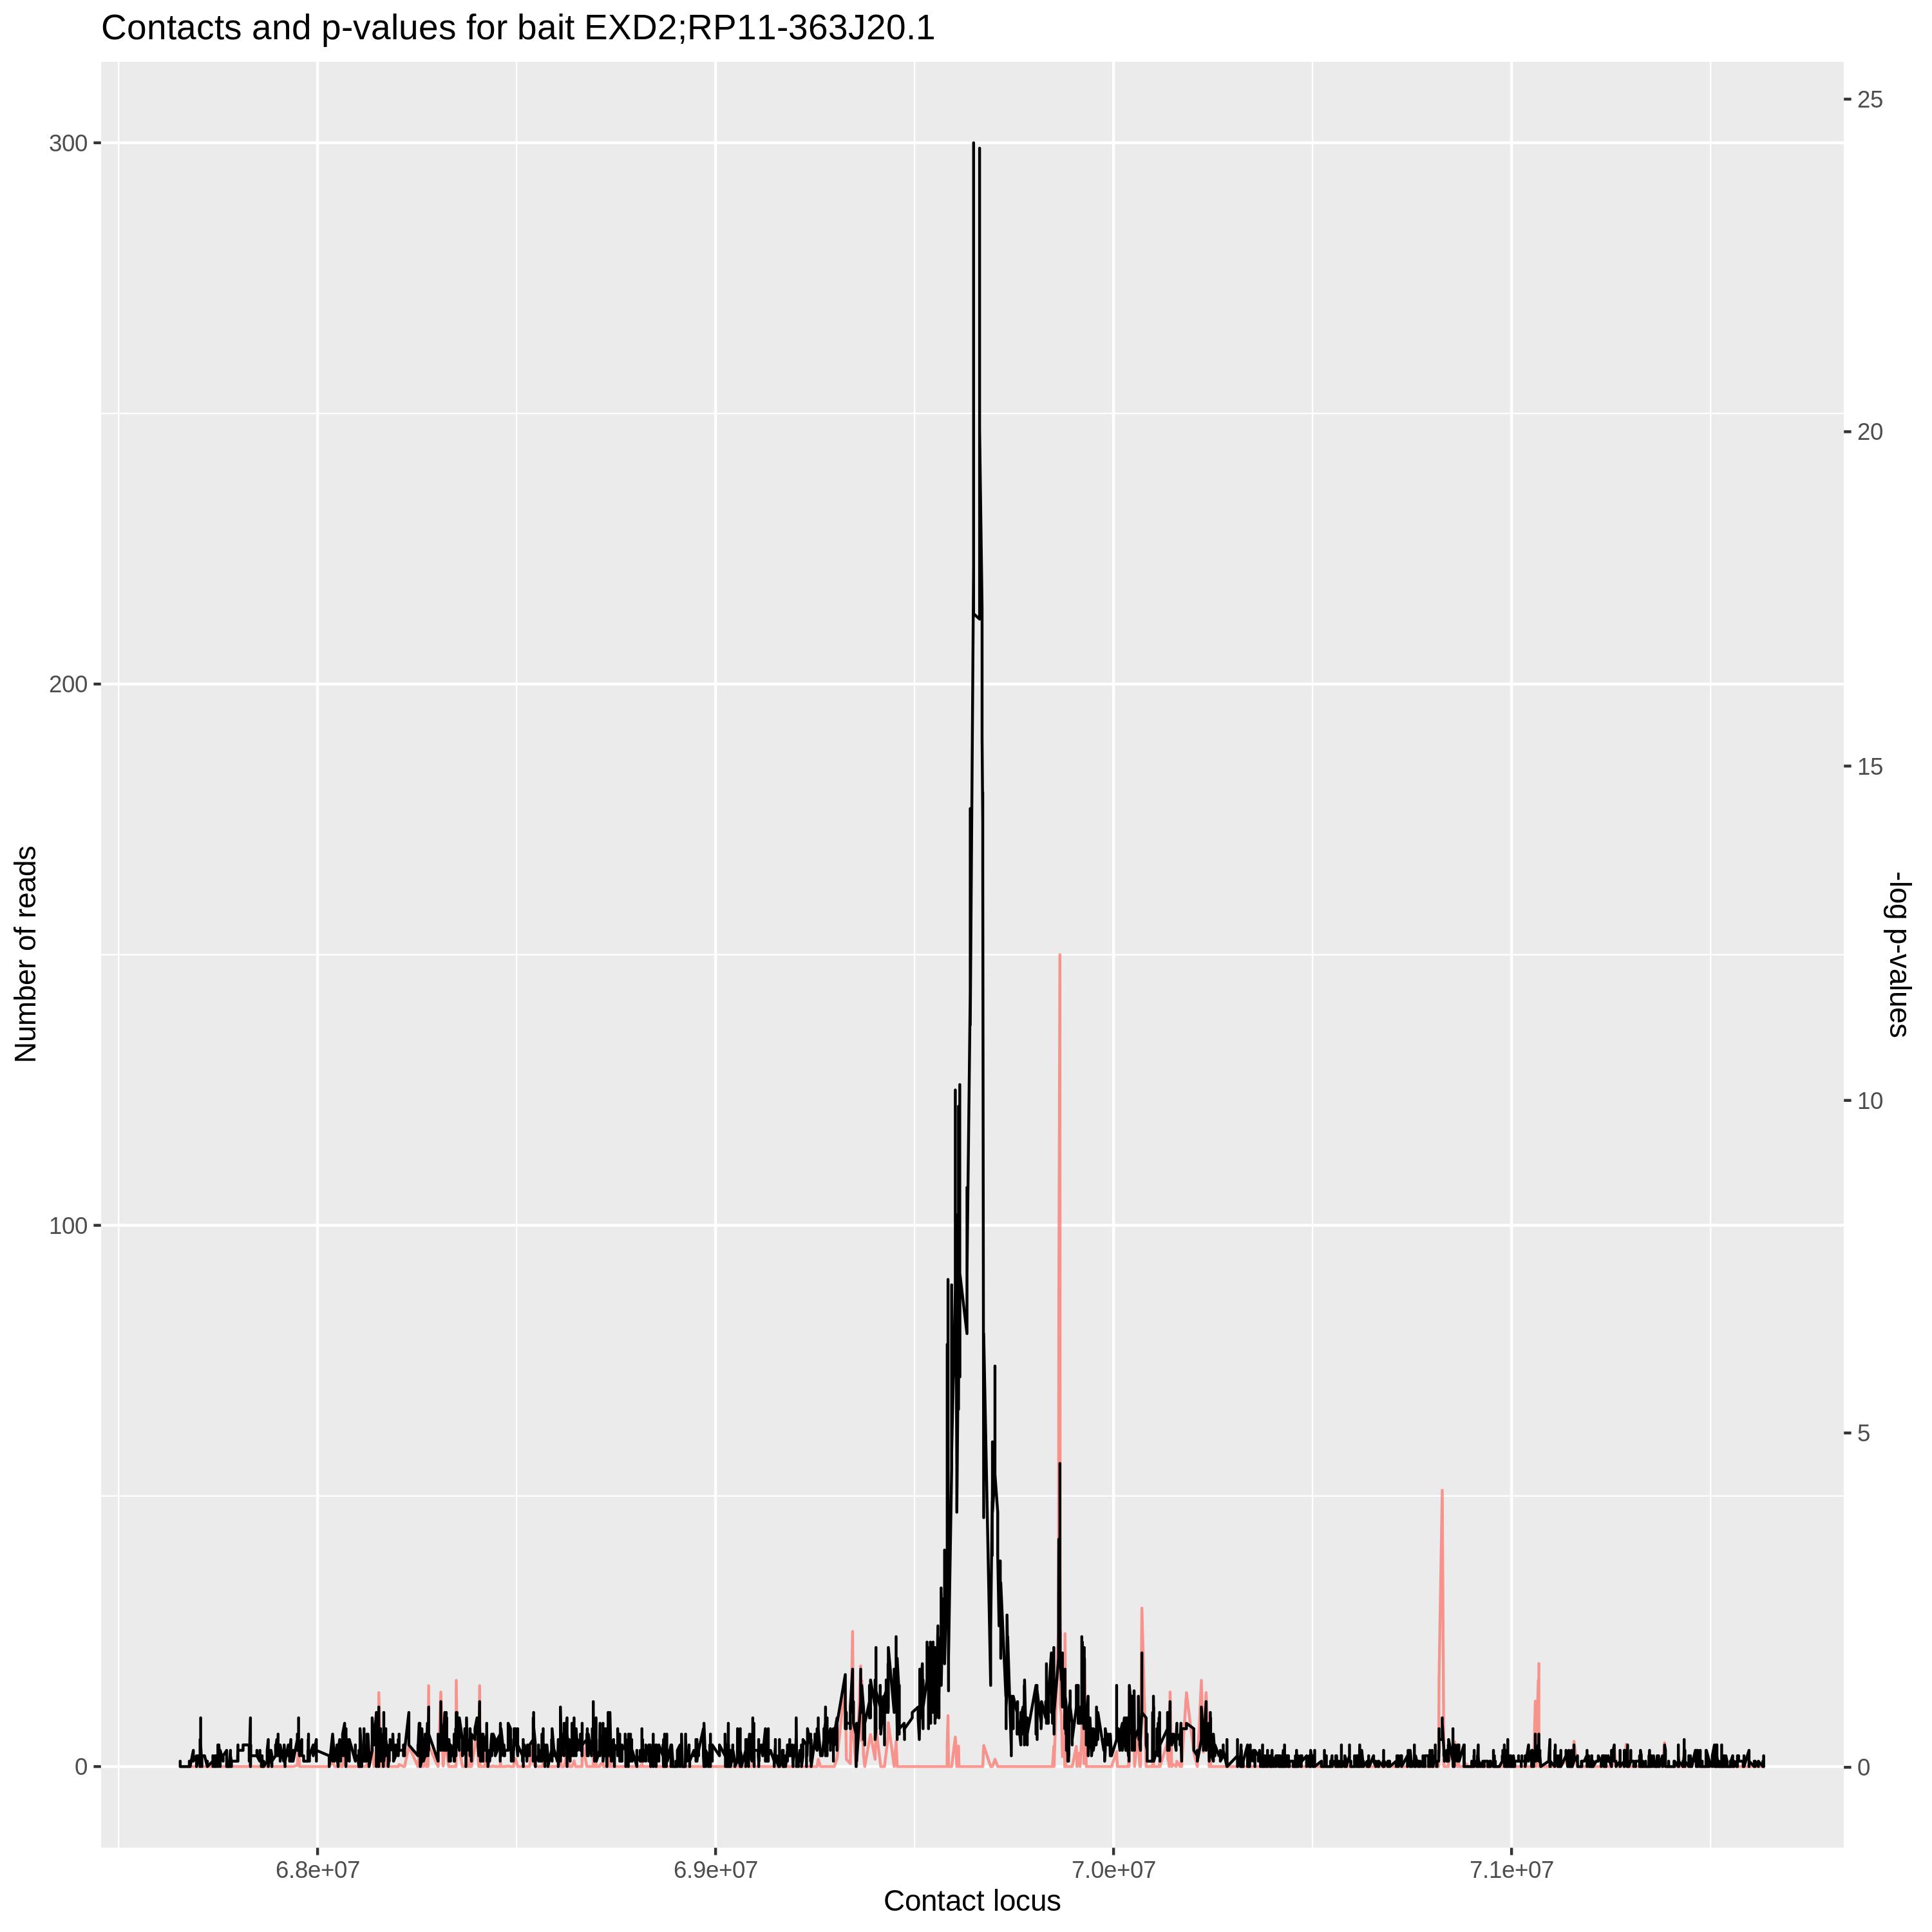 Contacts and p-values for bait EXD2;RP11-363J20.1
300
200
100
0
Number of reads
25
20
15
10
5
0
-log p-values
6.8e+07
6.9e+07
7.0e+07
7.1e+07
Contact locus